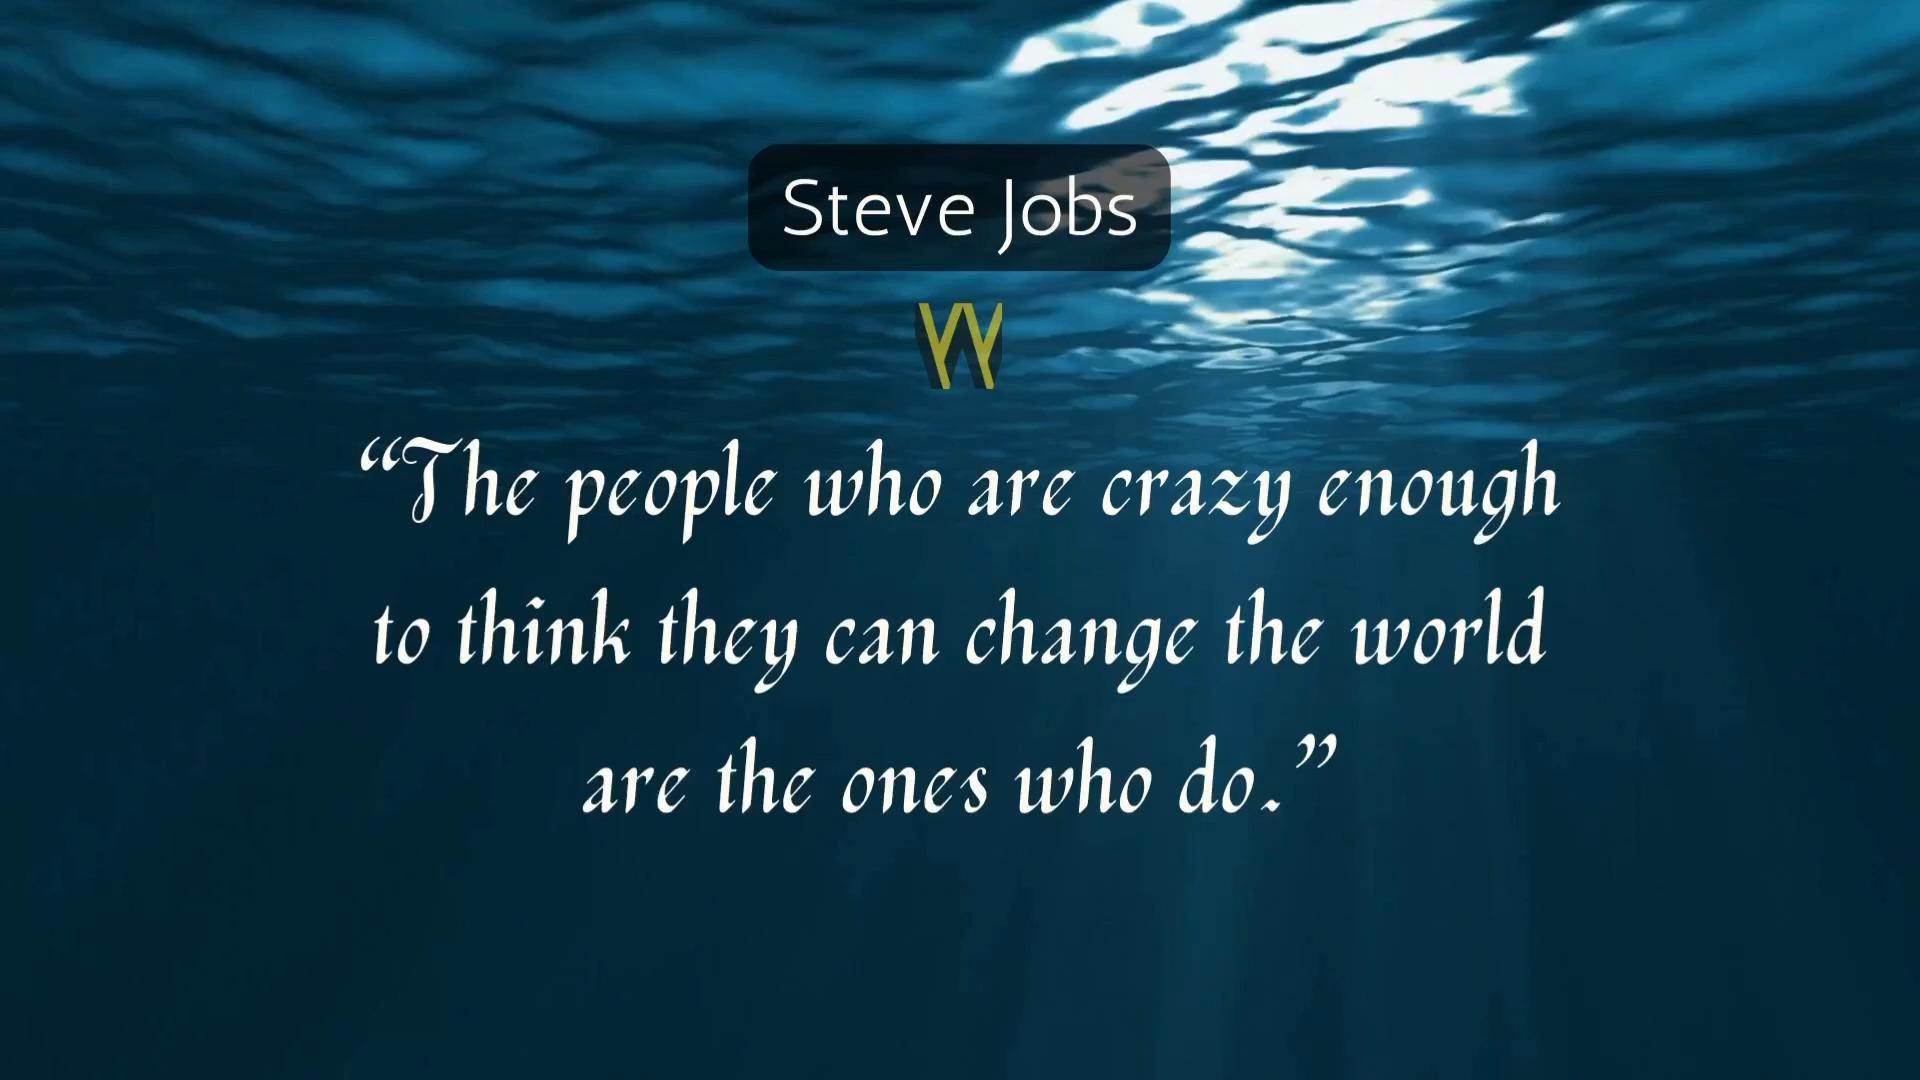 Steve Jobs
W
“The people who are crazy enough
to think they can change the world
are the ones who do.”